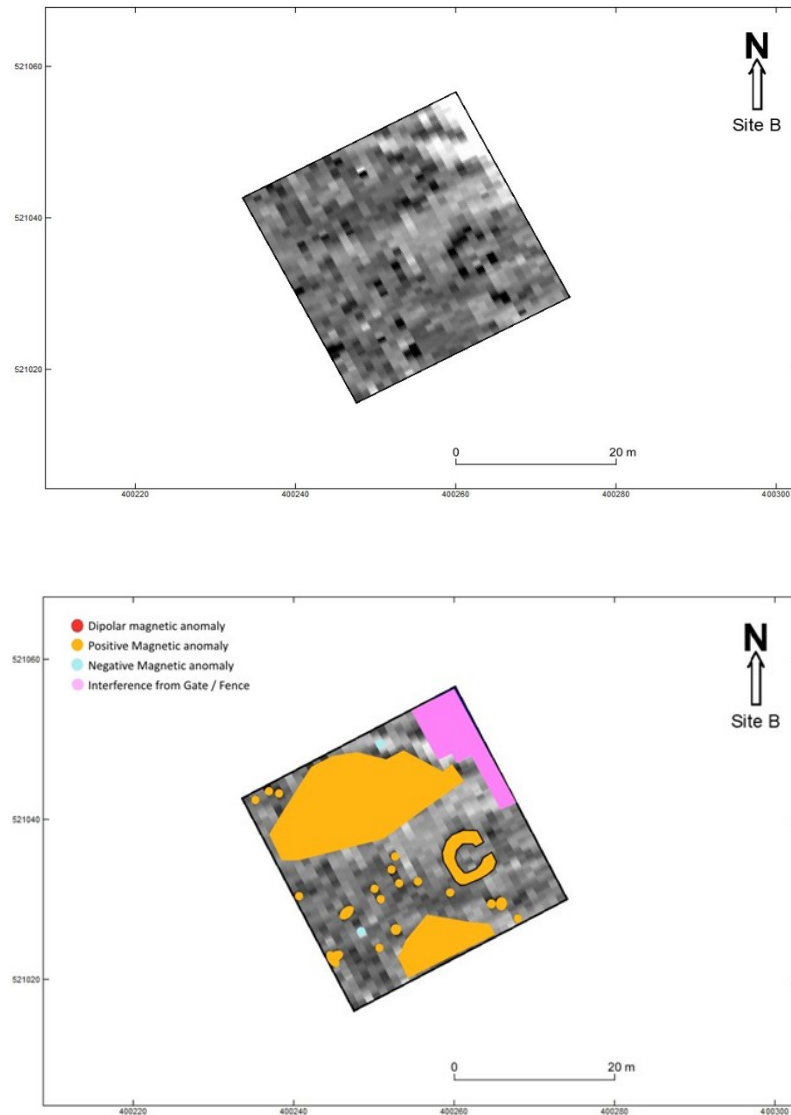 N
521060
Site B
521040
521020
0 20 m
400220 400240 400260 400280 400300
Dipolar magnetic anomaly
Positive Magnetic anomaly
Negative Magnetic anomaly
Interference from Gate / Fence
N
521060
Site B
521040
521020
0 20 m
400220 400240 400260 400280 400300